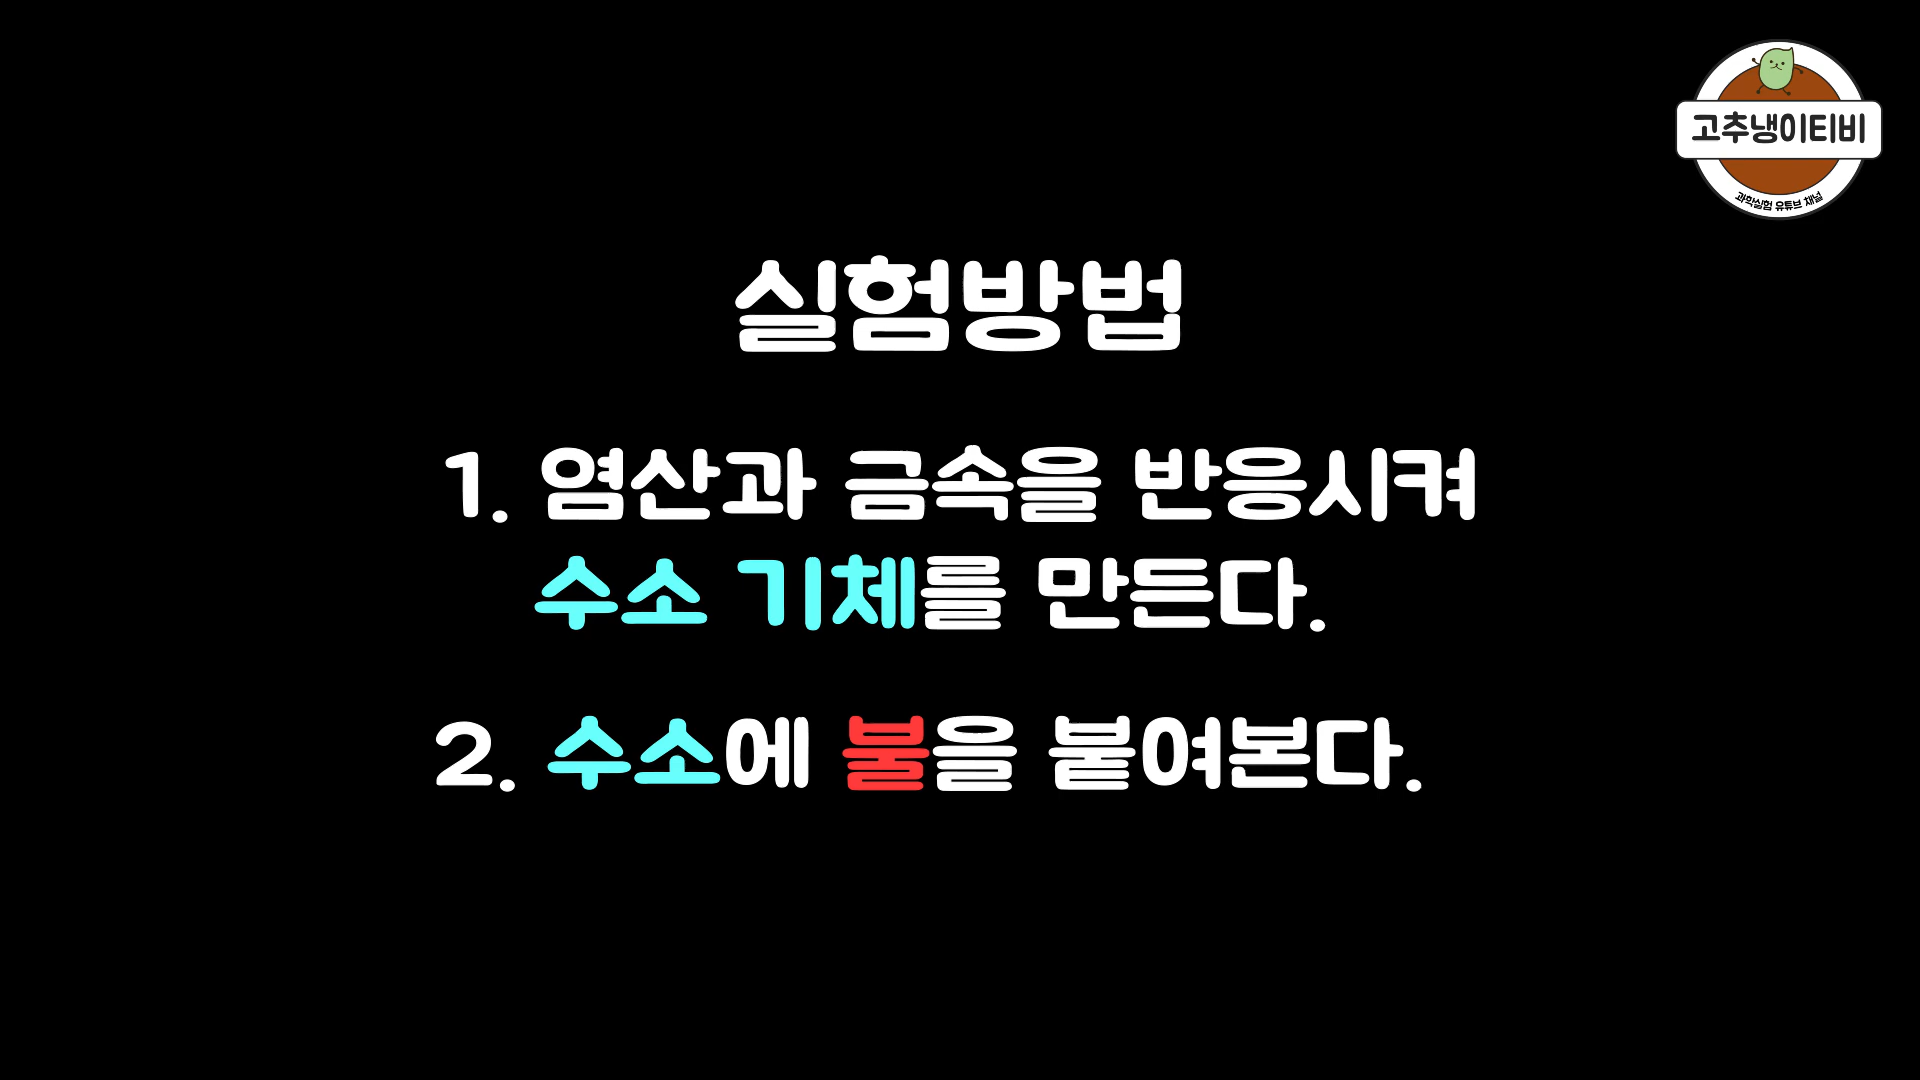 고추냉이티비
과학실험 유튜브 채널
실험방법
1. 염산과 금속을 반응시켜
수소 기체를 만든다.
2. 수소에 불을 붙여본다.